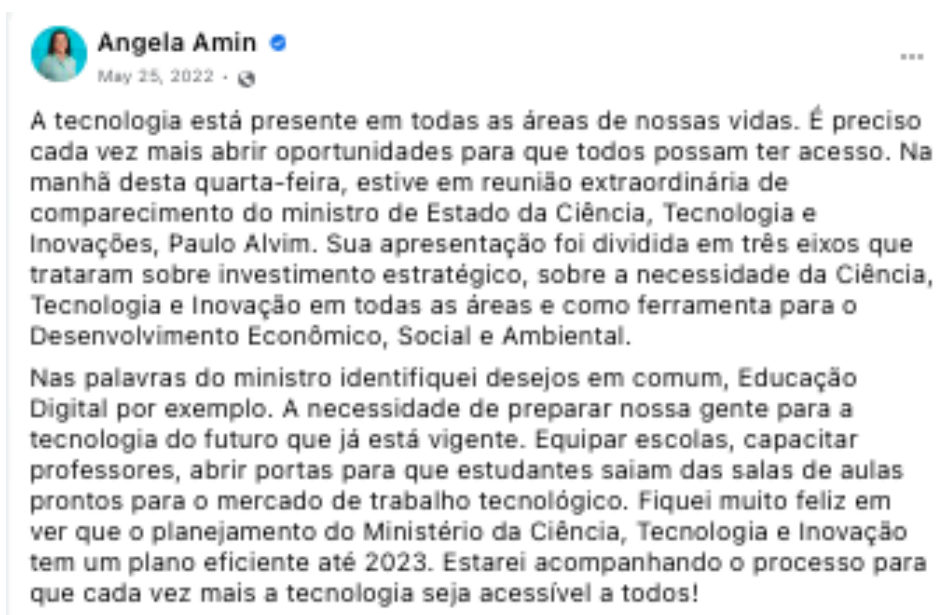 Angela Amin
May 25, 2022 ·
...
A tecnologia está presente em todas as áreas de nossas vidas. É preciso
cada vez mais abrir oportunidades para que todos possam ter acesso. Na
manhã desta quarta-feira, estive em reunião extraordinária de
comparecimento do ministro de Estado da Ciência, Tecnologia e
Inovações, Paulo Alvim. Sua apresentação foi dividida em três eixos que
trataram sobre investimento estratégico, sobre a necessidade da Ciência,
Tecnologia e Inovação em todas as áreas e como ferramenta para o
Desenvolvimento Econômico, Social e Ambiental.
Nas palavras do ministro identifiquei desejos em comum, Educação
Digital por exemplo. A necessidade de preparar nossa gente para a
tecnologia do futuro que já está vigente. Equipar escolas, capacitar
professores, abrir portas para que estudantes saiam das salas de aulas
prontos para o mercado de trabalho tecnológico. Fiquei muito feliz em
ver que o planejamento do Ministério da Ciência, Tecnologia e Inovação
tem um plano eficiente até 2023. Estarei acompanhando o processo para
que cada vez mais a tecnologia seja acessível a todos!